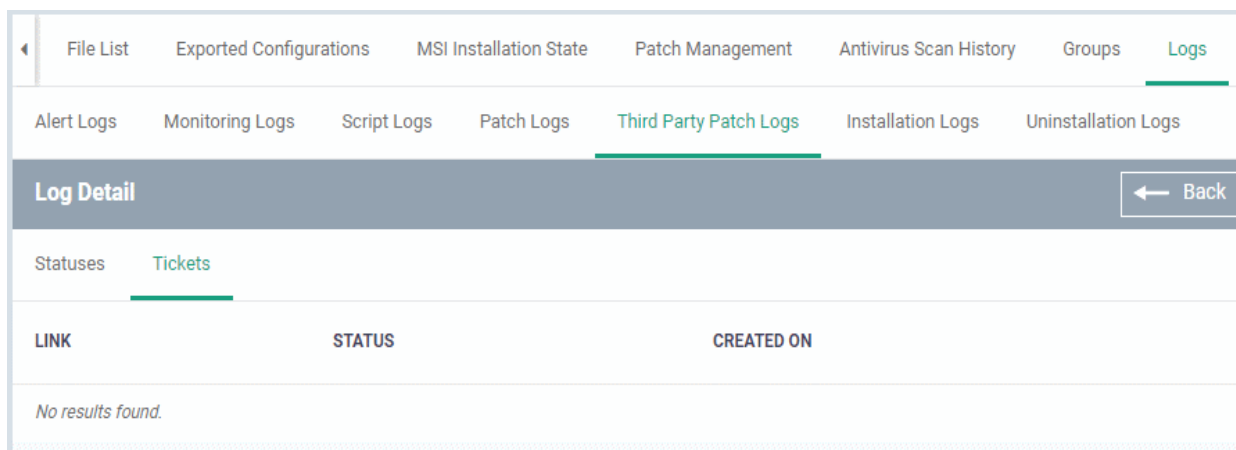 File List Exported Configurations MSI Installation State Patch Management Antivirus Scan History Groups Logs
Alert Logs Monitoring Logs Script Logs Patch Logs Third Party Patch Logs Installation Logs Uninstallation Logs
Log Detail Back
Statuses Tickets
LINK STATUS CREATED ON
No results found.